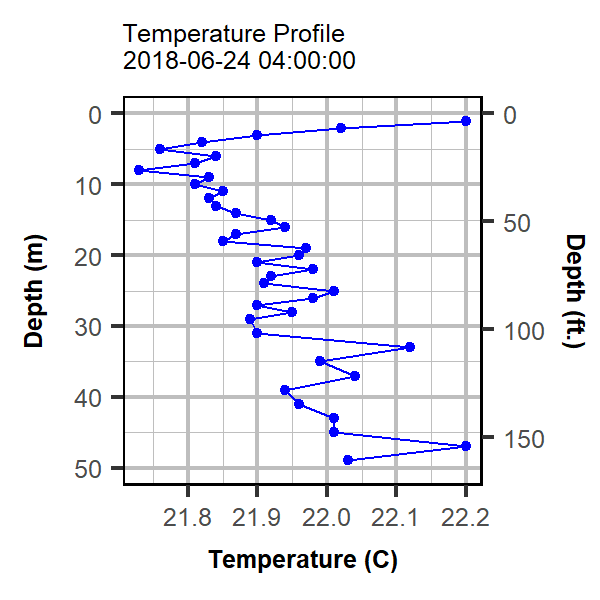 Temperature Profile
2018-06-24 04:00:00
0
10
20
30
40
50
Depth (m)
0
50
100
150
Depth (ft.)
21.8 21.9 22.0 22.1 22.2
Temperature (C)